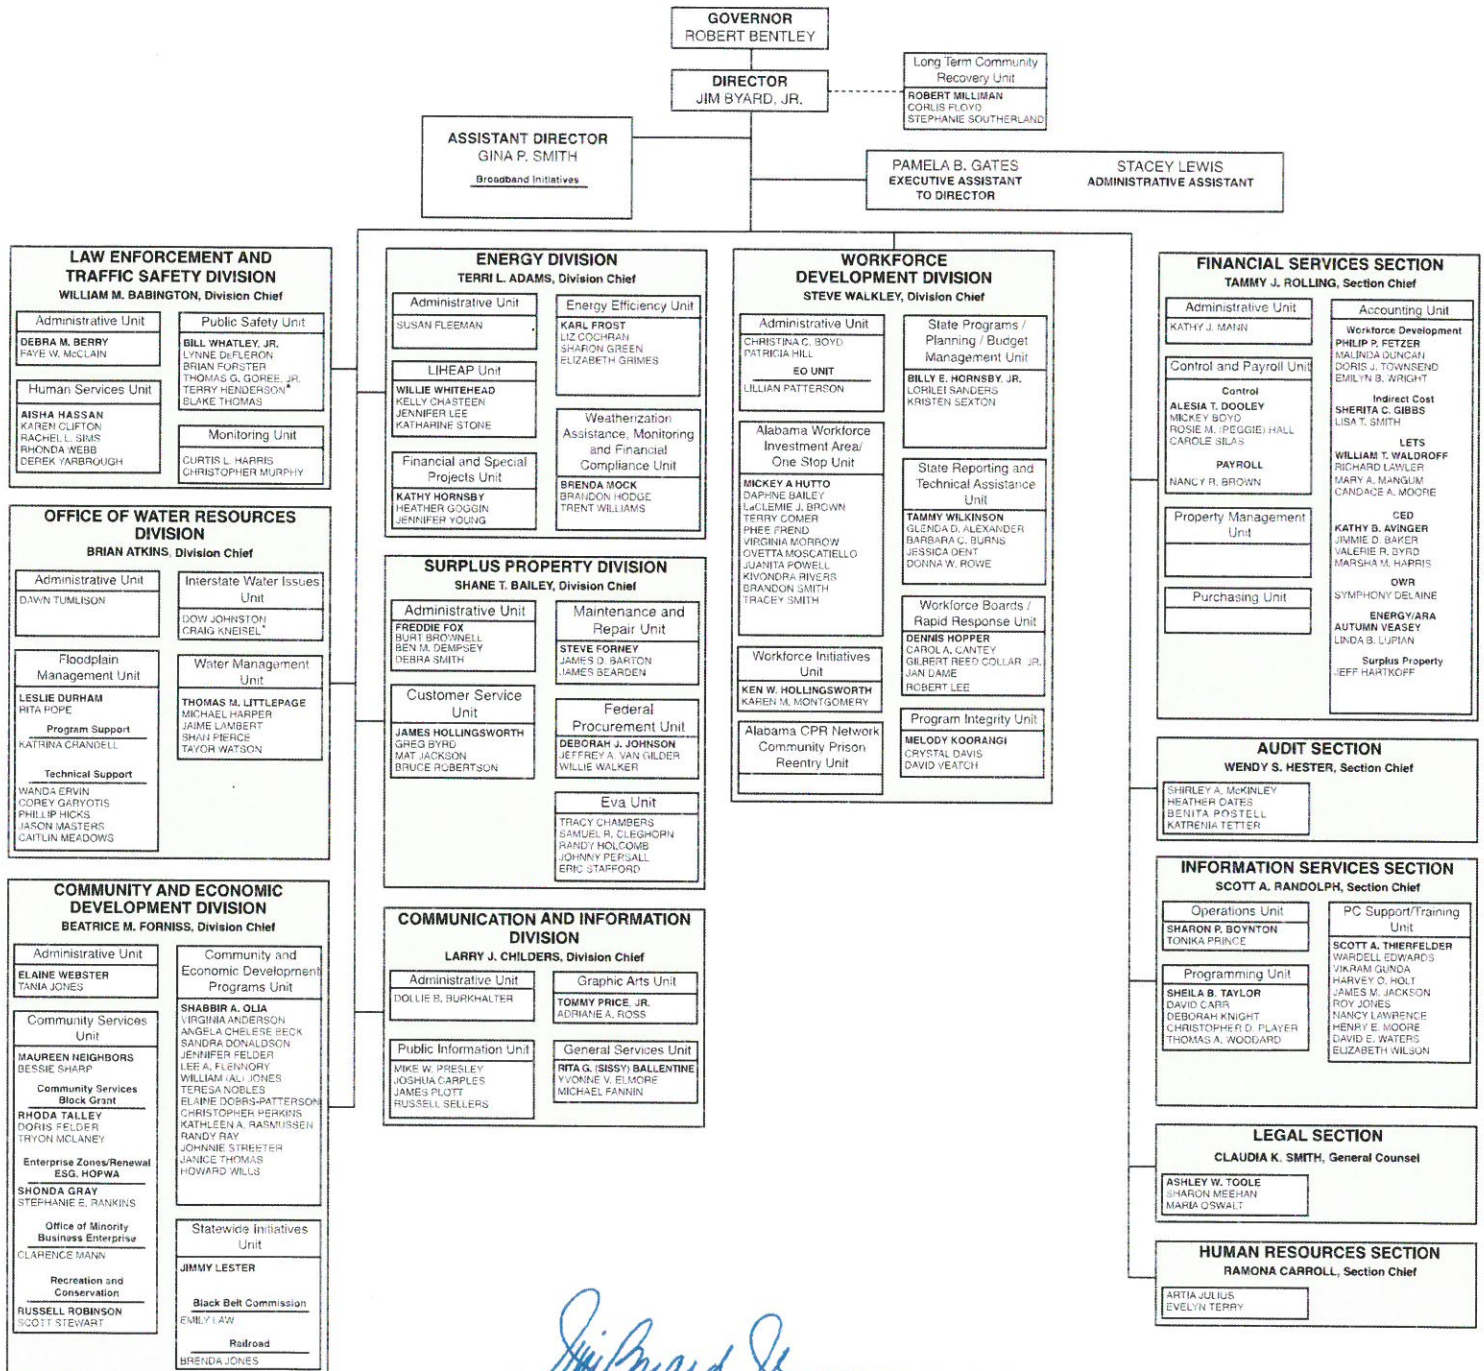 GOVERNOR
ROBERT BENTLEY
DIRECTOR
JIM BYARD, JR.
Long Term Community
Recovery Unit
ROBERT MILLIMAN
CORLIS FLOYD
STEPHANIE SOUTHERLAND
ASSISTANT DIRECTOR
GINA P. SMITH
Broadband Initiatives
PAMELA B. GATES
EXECUTIVE ASSISTANT
TO DIRECTOR
STACEY LEWIS
ADMINISTRATIVE ASSISTANT
LAW ENFORCEMENT AND
TRAFFIC SAFETY DIVISION
WILLIAM M. BABINGTON, Division Chief
Administrative Unit
DEBRA M. BERRY
FAYE W. McCLAIN
Human Services Unit
AISHA HASSAN
KAREN CLIFTON
RACHEL L. SIMS
RHONDA WEBB
DEREK YARBROUGH
Public Safety Unit
BILL WHATLEY, JR.
LYNNE DeFLERON
BRIAN FORSTER
THOMAS G. GOREE, JR.
TERRY HENDERSON*
BLAKE THOMAS
Monitoring Unit
CURTIS L. HARRIS
CHRISTOPHER MURPHY
OFFICE OF WATER RESOURCES
DIVISION
BRIAN ATKINS, Division Chief
Administrative Unit
DAWN TUMLISON
Floodplain
Management Unit
LESLIE DURHAM
RITA POPE
Program Support
KATRINA CRANDELL
Technical Support
WANDA ERVIN
COREY GARYOTIS
PHILLIP HICKS
JASON MASTERS
CAITLIN MEADOWS
Interstate Water Issues
Unit
DOW JOHNSTON
CRAIG KNEISEL*
Water Management
Unit
THOMAS M. LITTLEPAGE
MICHAEL HARPER
JAIME LAMBERT
SHAN PIERCE
TAYOR WATSON
COMMUNITY AND ECONOMIC
DEVELOPMENT DIVISION
BEATRICE M. FORNISS, Division Chief
Administrative Unit
ELAINE WEBSTER
TANIA JONES
Community Services
Unit
MAUREEN NEIGHBORS
BESSIE SHARP
Community Services
Block Grant
RHODA TALLEY
DORIS FELDER
TRYON MCLANEY
Enterprise Zones/Renewal
ESG, HOPWA
SHONDA GRAY
STEPHANIE E. RANKINS
Office of Minority
Business Enterprise
CLARENCE MANN
Recreation and
Conservation
RUSSELL ROBINSON
SCOTT STEWART
Community and
Economic Development
Programs Unit
SHABBIR A. OLIA
VIRGINIA ANDERSON
ANGELA CHELESE BECK
SANDRA DONALDSON
JENNIFER FELDER
LEE A. FLENNORY
WILLIAM (AL) JONES
TERESA NOBLES
ELAINE DOBBS-PATTERSON
CHRISTOPHER PERKINS
KATHLEEN A. RASMUSSEN
RANDY RAY
JOHNNIE STREETER
JANICE THOMAS
HOWARD WILLS
Statewide Initiatives
Unit
JIMMY LESTER
Black Belt Commission
EMILY LAW
Railroad
BRENDA JONES
ENERGY DIVISION
TERRI L. ADAMS, Division Chief
Administrative Unit
SUSAN FLEEMAN
LIHEAP Unit
WILLIE WHITEHEAD
KELLY CHASTEEN
JENNIFER LEE
KATHARINE STONE
Financial and Special
Projects Unit
KATHY HORNSBY
HEATHER GOGGIN
JENNIFER YOUNG
Energy Efficiency Unit
KARL FROST
LIZ COCHRAN
SHARON GREEN
ELIZABETH GRIMES
Weatherization
Assistance, Monitoring
and Financial
Compliance Unit
BRENDA MOCK
BRANDON HODGE
TRENT WILLIAMS
SURPLUS PROPERTY DIVISION
SHANE T. BAILEY, Division Chief
Administrative Unit
FREDDIE FOX
BURT BROWNELL
BEN M. DEMPSEY
DEBRA SMITH
Customer Service
Unit
JAMES HOLLINGSWORTH
GREG BYRD
MAT JACKSON
BRUCE ROBERTSON
Maintenance and
Repair Unit
STEVE FORNEY
JAMES D. BARTON
JAMES BEARDEN
Federal
Procurement Unit
DEBORAH J. JOHNSON
JEFFREY A. VAN GILDER
WILLIE WALKER
Eva Unit
TRACY CHAMBERS
SAMUEL R. CLEGHORN
RANDY HOLCOMB
JOHNNY PERSALL
ERIC STAFFORD
COMMUNICATION AND INFORMATION
DIVISION
LARRY J. CHILDERS, Division Chief
Administrative Unit
DOLLIE B. BURKHALTER
Public Information Unit
MIKE W. PRESLEY
JOSHUA CARPLES
JAMES PLOTT
RUSSELL SELLERS
Graphic Arts Unit
TOMMY PRICE, JR.
ADRIANE A. ROSS
General Services Unit
RITA G. (SISSY) BALLENTINE
YVONNE V. ELMORE
MICHAEL FANNIN
WORKFORCE
DEVELOPMENT DIVISION
STEVE WALKLEY, Division Chief
Administrative Unit
CHRISTINA C. BOYD
PATRICIA HILL
EO UNIT
LILLIAN PATTERSON
Alabama Workforce
Investment Area/
One Stop Unit
MICKEY A HUTTO
DAPHNE BAILEY
LaCLEMIE J. BROWN
TERRY COMER
PHEE FREND
VIRGINIA MORROW
OVETTA MOSCATIELLO
JUANITA POWELL
KIVONDRA RIVERS
BRANDON SMITH
TRACEY SMITH
Workforce Initiatives
Unit
KEN W. HOLLINGSWORTH
KAREN M. MONTGOMERY
Alabama CPR Network
Community Prison
Reentry Unit
State Programs /
Planning / Budget
Management Unit
BILLY E. HORNSBY, JR.
LORILEI SANDERS
KRISTEN SEXTON
State Reporting and
Technical Assistance
Unit
TAMMY WILKINSON
GLENDA D. ALEXANDER
BARBARA C. BURNS
JESSICA DENT
DONNA W. ROWE
Workforce Boards /
Rapid Response Unit
DENNIS HOPPER
CAROL A. CANTEY
GILBERT REED COLLAR, JR.
JAN DAME
ROBERT LEE
Program Integrity Unit
MELODY KOORANGI
CRYSTAL DAVIS
DAVID VEATCH
FINANCIAL SERVICES SECTION
TAMMY J. ROLLING, Section Chief
Administrative Unit
KATHY J. MANN
Control and Payroll Unit
Control
ALESIA T. DOOLEY
MICKEY BOYD
ROSIE M. (PEGGIE) HALL
CAROLE SILAS
PAYROLL
NANCY R. BROWN
Property Management
Unit
Purchasing Unit
Accounting Unit
Workforce Development
PHILIP P. FETZER
MALINDA DUNCAN
DORIS J. TOWNSEND
EMILYN B. WRIGHT
Indirect Cost
SHERITA C. GIBBS
LISA T. SMITH
LETS
WILLIAM T. WALDROFF
RICHARD LAWLER
MARY A. MANGUM
CANDACE A. MOORE
CED
KATHY B. AVINGER
JIMMIE D. BAKER
VALERIE R. BYRD
MARSHA M. HARRIS
OWR
SYMPHONY DELAINE
ENERGY/ARA
AUTUMN VEASEY
LINDA B. LUPIAN
Surplus Property
JEFF HARTKOFF
AUDIT SECTION
WENDY S. HESTER, Section Chief
SHIRLEY A. McKINLEY
HEATHER OATES
BENITA POSTELL
KATRENIA TETTER
INFORMATION SERVICES SECTION
SCOTT A. RANDOLPH, Section Chief
Operations Unit
SHARON P. BOYNTON
TONIKA PRINCE
Programming Unit
SHEILA B. TAYLOR
DAVID CARR
DEBORAH KNIGHT
CHRISTOPHER D. PLAYER
THOMAS A. WOODARD
PC Support/Training
Unit
SCOTT A. THIERFELDER
WARDELL EDWARDS
VIKRAM GUNDA
HARVEY O. HOLT
JAMES M. JACKSON
ROY JONES
NANCY LAWRENCE
HENRY E. MOORE
DAVID E. WATERS
ELIZABETH WILSON
LEGAL SECTION
CLAUDIA K. SMITH, General Counsel
ASHLEY W. TOOLE
SHARON MEEHAN
MARIA OSWALT
HUMAN RESOURCES SECTION
RAMONA CARROLL, Section Chief
ARTIA JULIUS
EVELYN TERRY
Jim Byard Jr